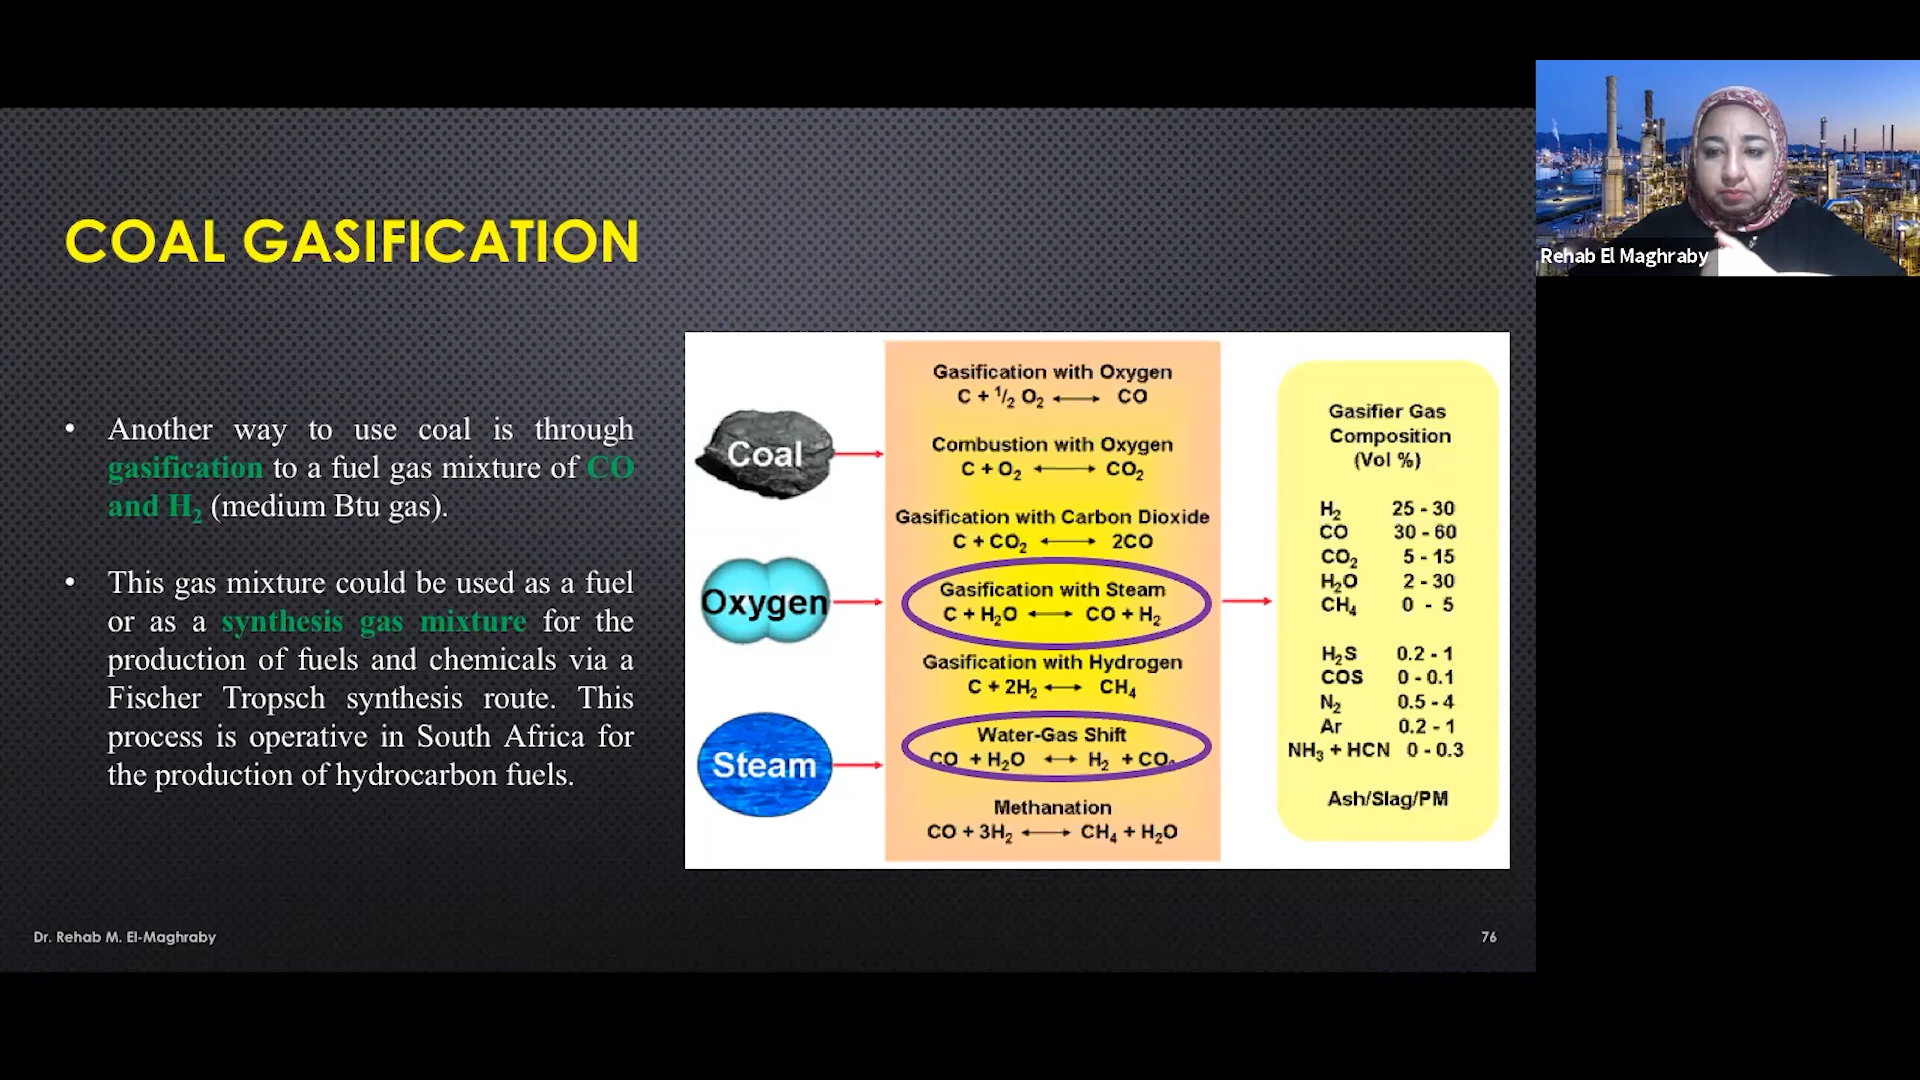 COAL GASIFICATION
• Another way to use coal is through
gasification to a fuel gas mixture of CO
and H₂ (medium Btu gas).
• This gas mixture could be used as a fuel
or as a synthesis gas mixture for the
production of fuels and chemicals via a
Fischer Tropsch synthesis route. This
process is operative in South Africa for
the production of hydrocarbon fuels.
Coal
Oxygen
Steam
Gasification with Oxygen
C + ¹/₂ O₂ ⟷ CO
Combustion with Oxygen
C + O₂ ⟷ CO₂
Gasification with Carbon Dioxide
C + CO₂ ⟷ 2CO
Gasification with Steam
C + H₂O ⟷ CO + H₂
Gasification with Hydrogen
C + 2H₂ ⟷ CH₄
Water-Gas Shift
CO + H₂O ⟷ H₂ + CO₂
Methanation
CO + 3H₂ ⟷ CH₄ + H₂O
Gasifier Gas
Composition
(Vol %)
H₂ 25 - 30
CO 30 - 60
CO₂ 5 - 15
H₂O 2 - 30
CH₄ 0 - 5
H₂S 0.2 - 1
COS 0 - 0.1
N₂ 0.5 - 4
Ar 0.2 - 1
NH₃ + HCN 0 - 0.3
Ash/Slag/PM
Dr. Rehab M. El-Maghraby
76
Rehab El Maghraby